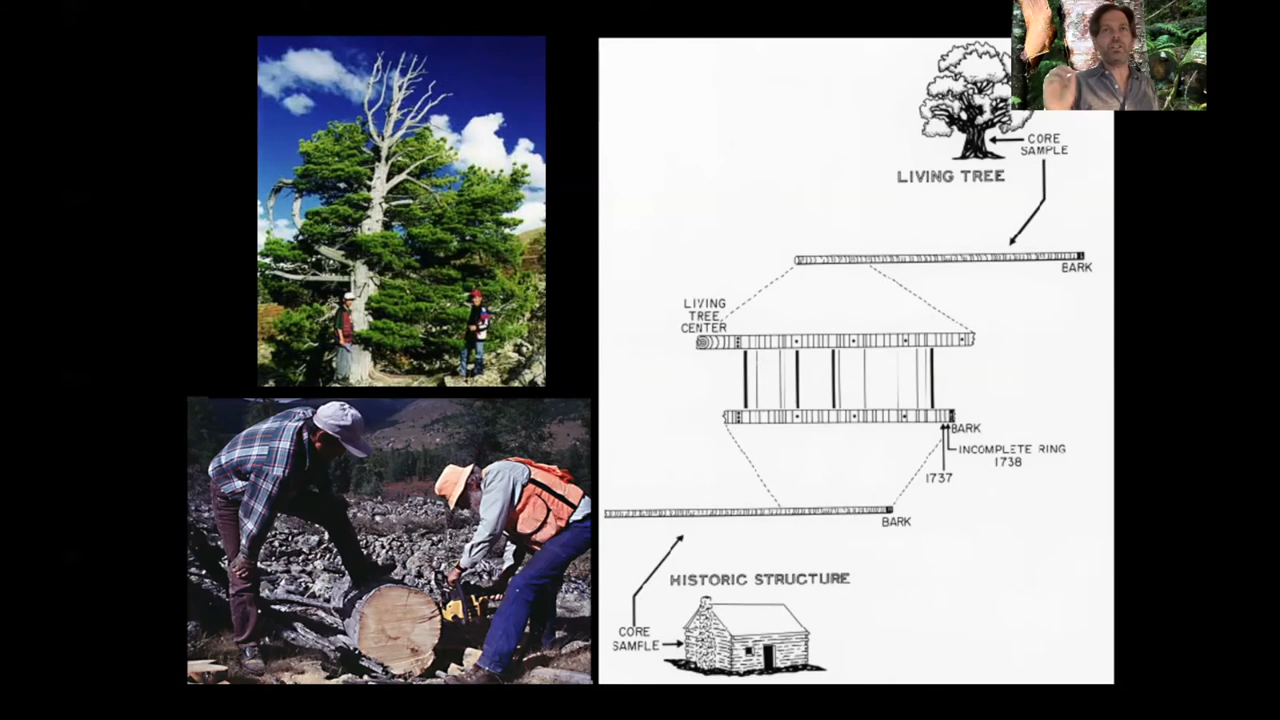 CORE
SAMPLE
LIVING TREE
BARK
LIVING
TREE
CENTER
BARK
INCOMPLETE RING
1738
1737
BARK
HISTORIC STRUCTURE
CORE
SAMPLE